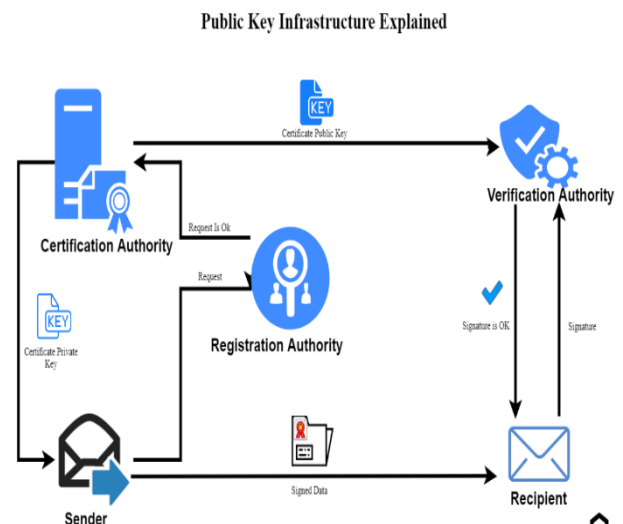 Public Key Infrastructure Explained
KEY
Certificate Public Key
Verification Authority
Certification Authority
Request Is Ok
Request
KEY
Certificate Private
Key
Registration Authority
Signature is OK
Signature
Signed Data
Sender
Recipient